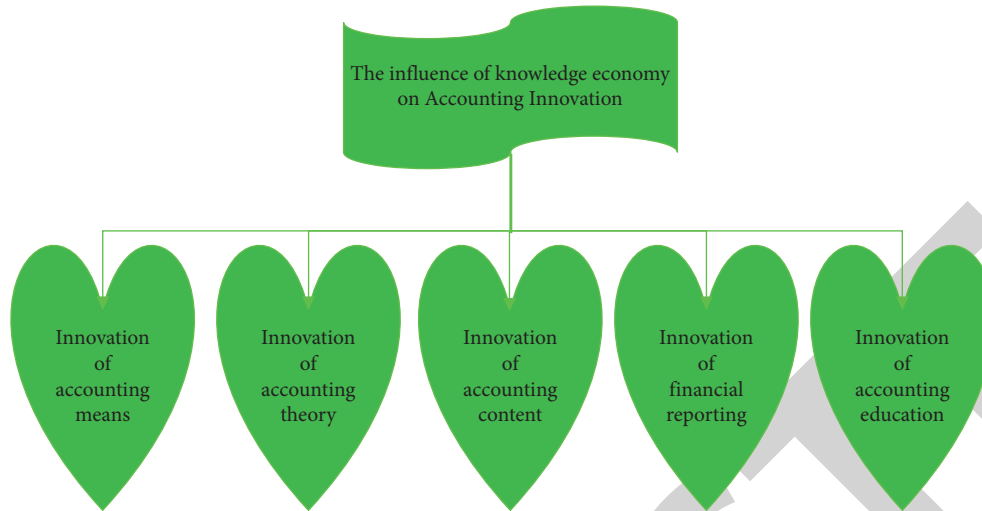 The influence of knowledge economy
on Accounting Innovation
Innovation
of
accounting
means
Innovation
of
accounting
theory
Innovation
of
accounting
content
Innovation
of
financial
reporting
Innovation
of
accounting
education